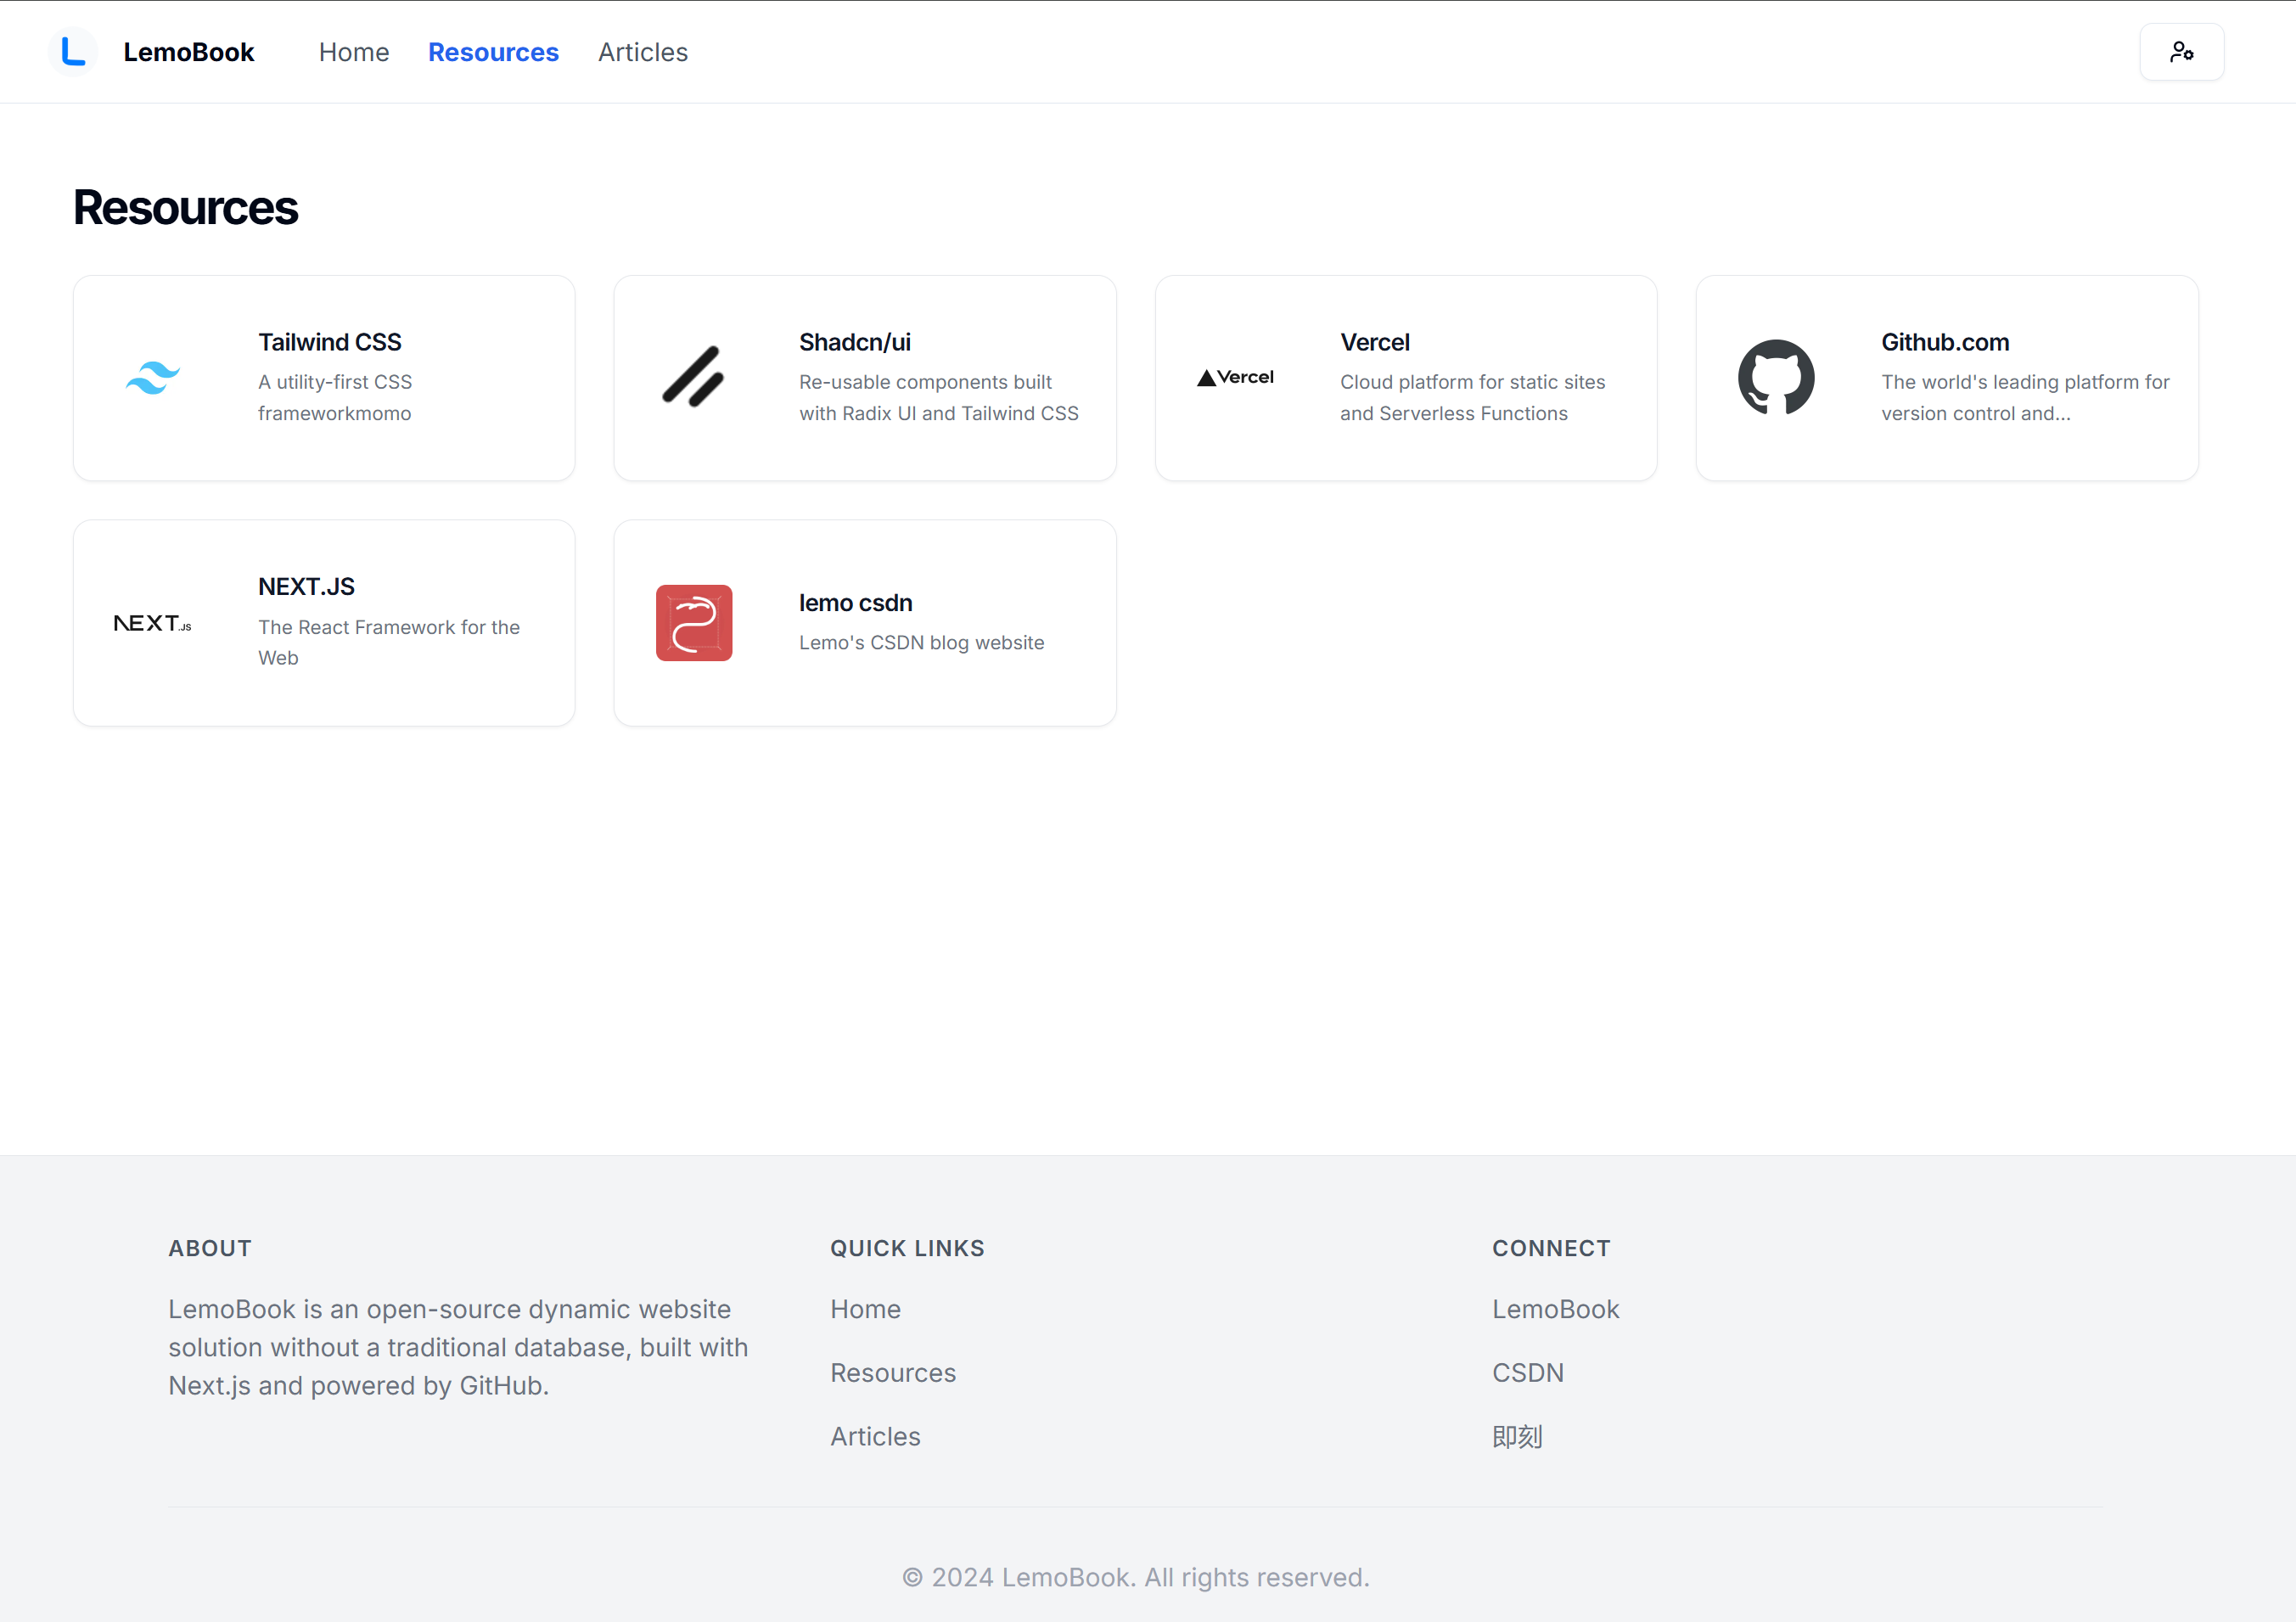 LemoBook
Home
Resources
Articles
Resources
Tailwind CSS
A utility-first CSS
frameworkmomo
Shadcn/ui
Re-usable components built
with Radix UI and Tailwind CSS
Vercel
Vercel
Cloud platform for static sites
and Serverless Functions
Github.com
The world's leading platform for
version control and...
NEXT.JS
NEXT.JS
The React Framework for the
Web
lemo csdn
Lemo's CSDN blog website
ABOUT
LemoBook is an open-source dynamic website
solution without a traditional database, built with
Next.js and powered by GitHub.
QUICK LINKS
Home
Resources
Articles
CONNECT
LemoBook
CSDN
即刻
© 2024 LemoBook. All rights reserved.